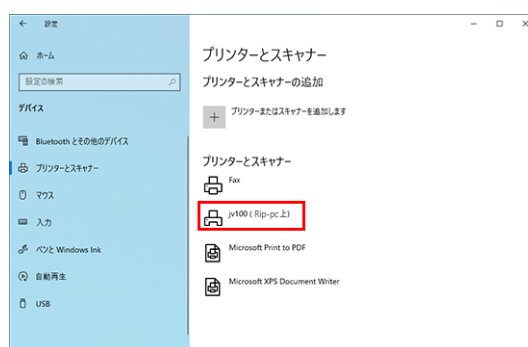 設定
ホーム
設定の検索
デバイス
Bluetooth とその他のデバイス
プリンターとスキャナー
マウス
入力
ペンと Windows Ink
自動再生
USB
プリンターとスキャナー
プリンターとスキャナーの追加
プリンターまたはスキャナーを追加します
プリンターとスキャナー
Fax
jv100 ( Rip-pc上)
Microsoft Print to PDF
Microsoft XPS Document Writer